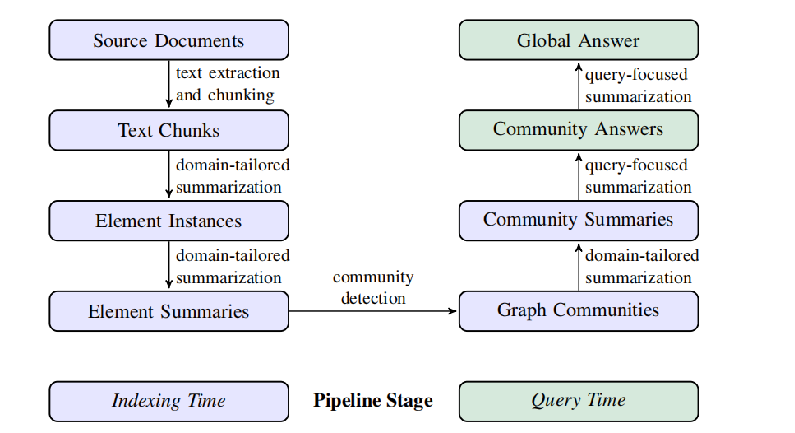 Source Documents
text extraction
and chunking
Text Chunks
domain-tailored
summarization
Element Instances
domain-tailored
summarization
Element Summaries
community
detection
Global Answer
query-focused
summarization
Community Answers
query-focused
summarization
Community Summaries
domain-tailored
summarization
Graph Communities
Indexing Time
Pipeline Stage
Query Time